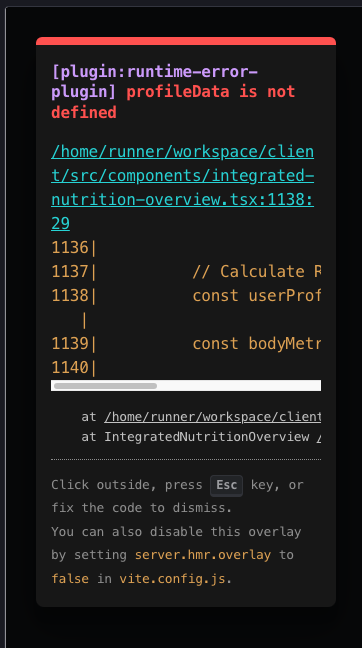 [plugin:runtime-error-
plugin] profileData is not
defined
/home/runner/workspace/clien
t/src/components/integrated-
nutrition-overview.tsx:1138:
29
1136|
1137|          // Calculate R
1138|          const userProf
|
1139|          const bodyMetr
1140|
at /home/runner/workspace/client
at IntegratedNutritionOverview /
Click outside, press Esc key, or
fix the code to dismiss.
You can also disable this overlay
by setting server.hmr.overlay to
false in vite.config.js.